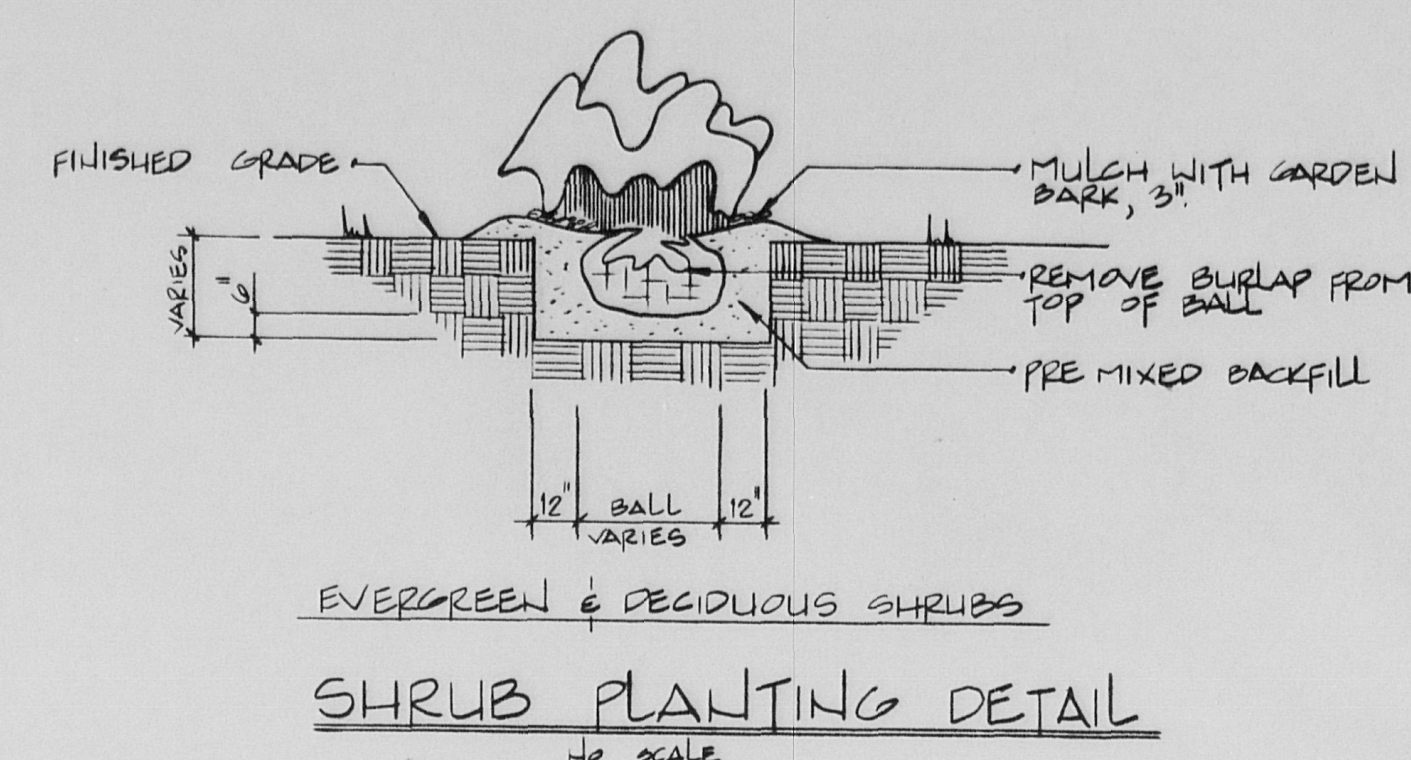 FINISHED GRADE
MULCH WITH GARDEN
BARK, 3".
REMOVE BURLAP FROM
TOP OF BALL
PRE MIXED BACKFILL
VARIES
6"
12"
BALL
VARIES
12"
EVERGREEN & DECIDUOUS SHRUBS
SHRUB PLANTING DETAIL
NO SCALE